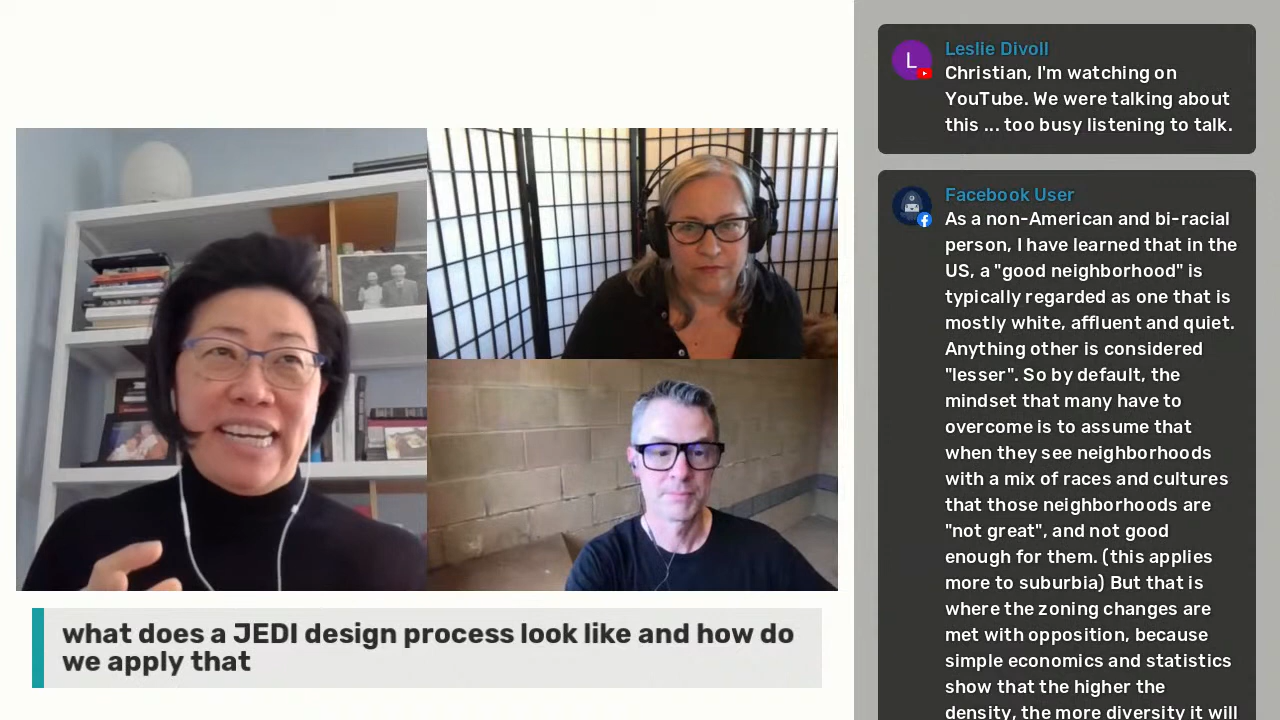 what does a JEDI design process look like and how do
we apply that
L
Leslie Divoll
Christian, I'm watching on
YouTube. We were talking about
this ... too busy listening to talk.
Facebook User
As a non-American and bi-racial
person, I have learned that in the
US, a "good neighborhood" is
typically regarded as one that is
mostly white, affluent and quiet.
Anything other is considered
"lesser". So by default, the
mindset that many have to
overcome is to assume that
when they see neighborhoods
with a mix of races and cultures
that those neighborhoods are
"not great", and not good
enough for them. (this applies
more to suburbia) But that is
where the zoning changes are
met with opposition, because
simple economics and statistics
show that the higher the
density, the more diversity it will